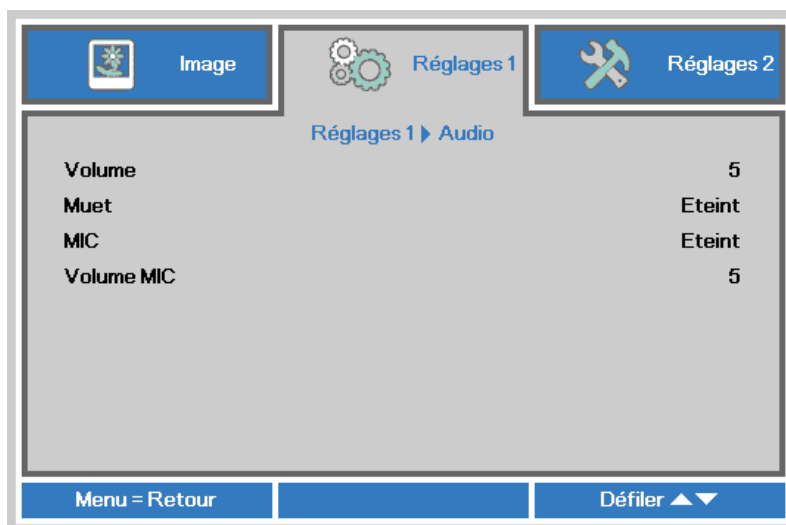 Image Réglages 1 Réglages 2
Réglages 1 ▶ Audio
Volume 5
Muet Eteint
MIC Eteint
Volume MIC 5
Menu = Retour Défiler ▲▼